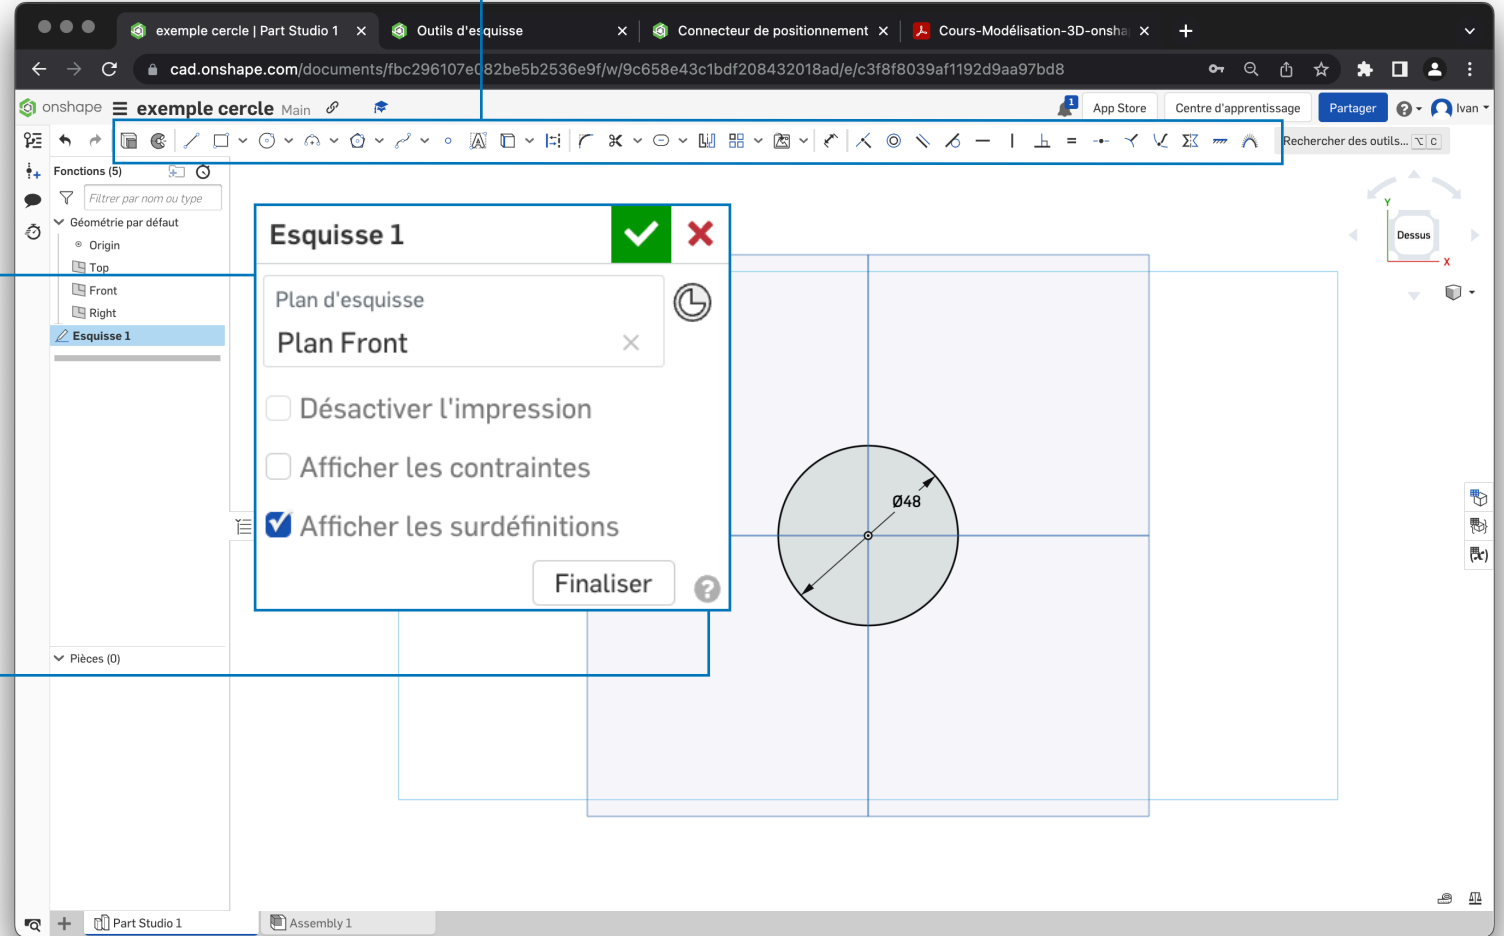 exemple cercle | Part Studio 1
Outils d'esquisse
Connecteur de positionnement
Cours-Modélisation-3D-onsha
cad.onshape.com/documents/fbc296107e082be5b2536e9f/w/9c658e43c1bdf208432018ad/e/c3f8f8039af1192d9aa97bd8
onshape
exemple cercle Main
1
App Store
Centre d'apprentissage
Partager
Ivan
Rechercher des outils... ⌥ C
Fonctions (5)
Filtrer par nom ou type
Géométrie par défaut
Origin
Top
Front
Right
Esquisse 1
Pièces (0)
Esquisse 1
Plan d'esquisse
Plan Front
Désactiver l'impression
Afficher les contraintes
Afficher les surdéfinitions
Finaliser
Ø48
Y
Dessus
X
Part Studio 1
Assembly 1